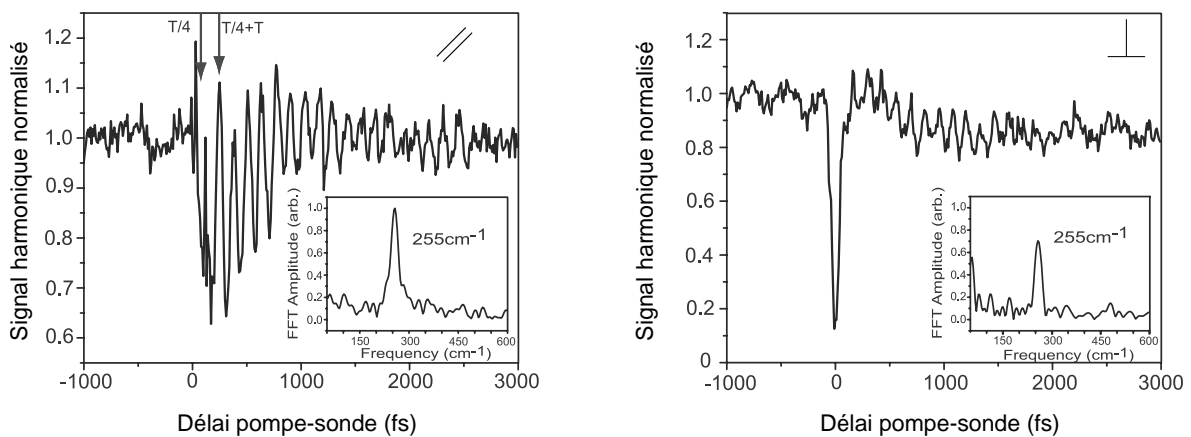 Signal harmonique normalisé
1.2
1.1
1.0
0.9
0.8
0.7
0.6
T/4
T/4+T
FFT Amplitude (arb.)
1.0
0.8
0.6
0.4
0.2
0.0
255cm-1
150 300 450 600
Frequency (cm-1)
-1000 0 1000 2000 3000
Délai pompe-sonde (fs)
Signal harmonique normalisé
1.2
1.0
0.8
0.6
0.4
0.2
0
FFT Amplitude (arb.)
1.0
0.8
0.6
0.4
0.2
0.0
255cm-1
150 300 450 600
Frequency (cm-1)
-1000 0 1000 2000 3000
Délai pompe-sonde (fs)